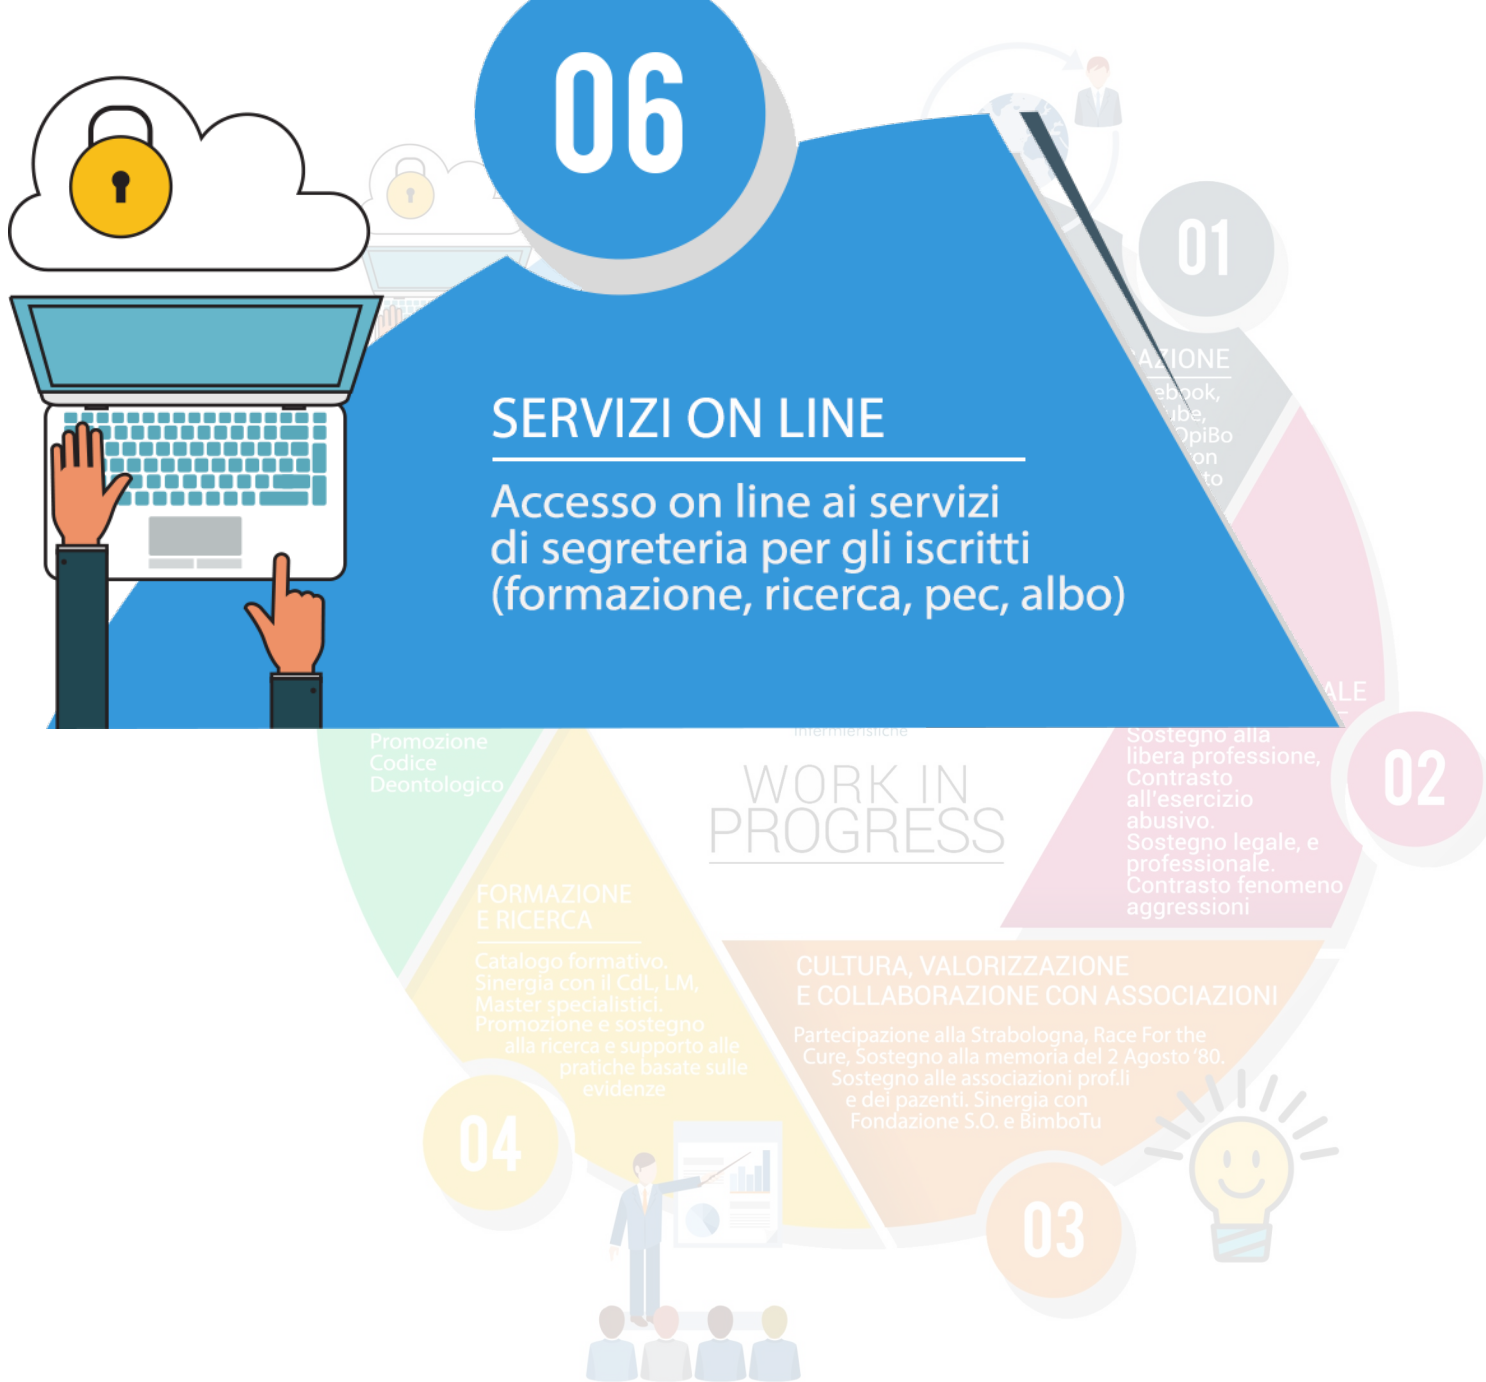 06
SERVIZI ON LINE
Accesso on line ai servizi
di segreteria per gli iscritti
(formazione, ricerca, pec, albo)
01
02
Sostegno alla
libera professione,
Contrasto
all'esercizio
abusivo.
Sostegno legale, e
professionale.
Contrasto fenomeno
aggressioni
Promozione
Codice
Deontologico
Infermieristiche
WORK IN
PROGRESS
FORMAZIONE
E RICERCA
Catalogo formativo.
Sinergia con il CdL, LM,
Master specialistici.
Promozione e sostegno
alla ricerca e supporto alle
pratiche basate sulle
evidenze
04
CULTURA, VALORIZZAZIONE
E COLLABORAZIONE CON ASSOCIAZIONI
Partecipazione alla Strabologna, Race For the
Cure, Sostegno alla memoria del 2 Agosto '80.
Sostegno alle associazioni prof.li
e dei pazenti. Sinergia con
Fondazione S.O. e BimboTu
03